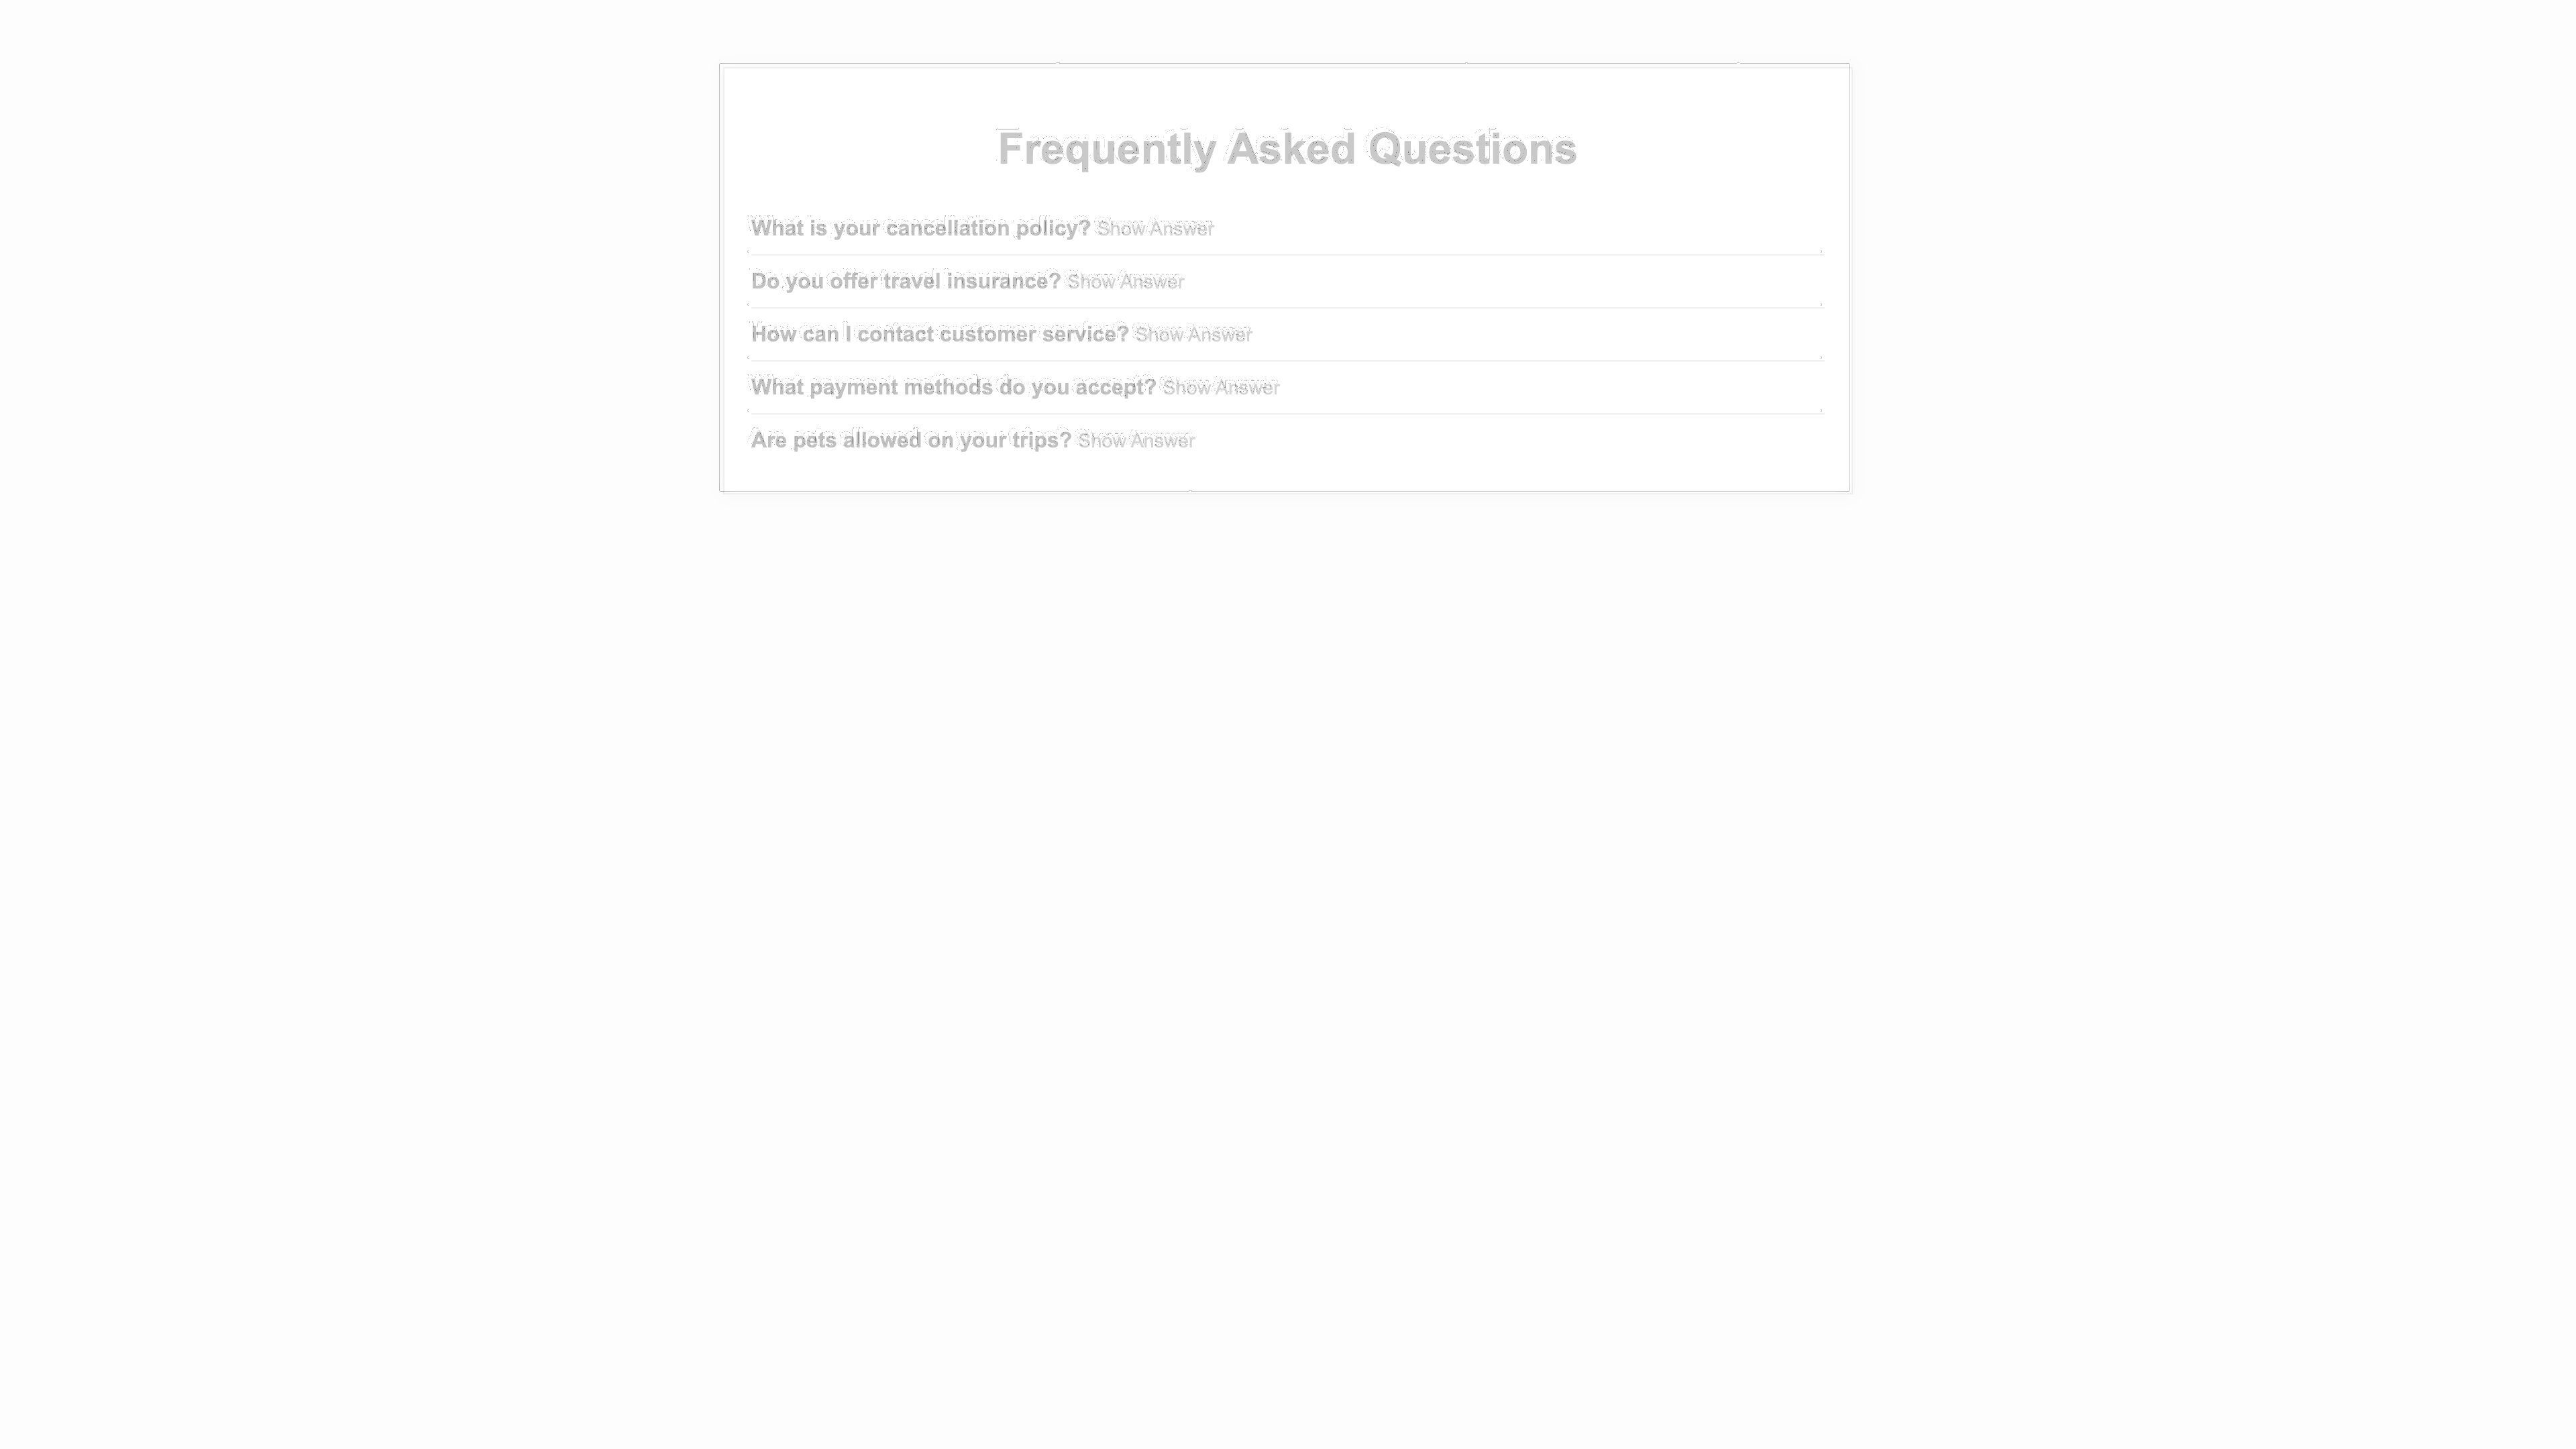 Frequently Asked Questions
What is your cancellation policy? Show Answer
Do you offer travel insurance? Show Answer
How can I contact customer service? Show Answer
What payment methods do you accept? Show Answer
Are pets allowed on your trips? Show Answer